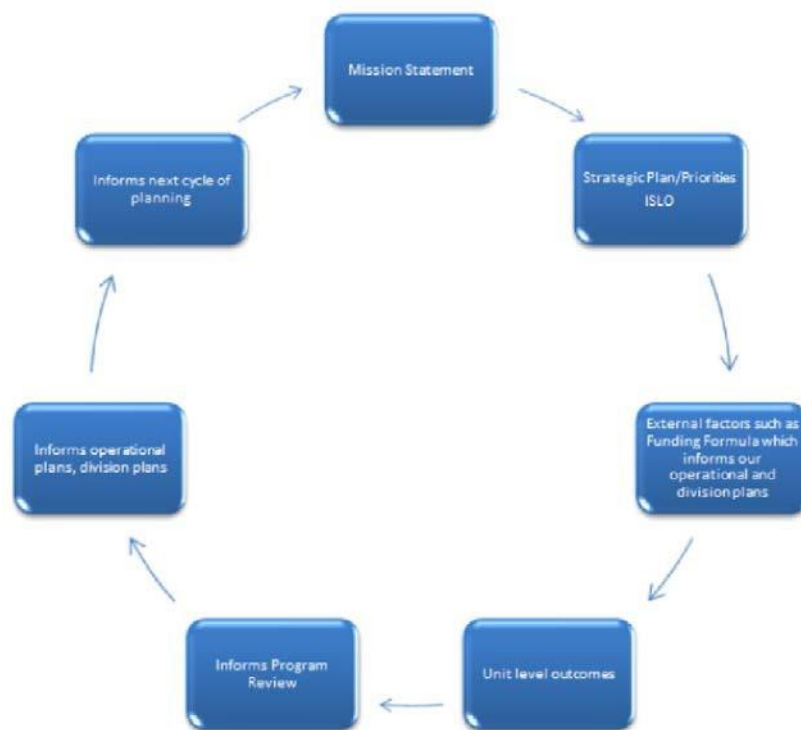 Mission Statement
Strategic Plan/Priorities
ISLO
External factors such as
Funding Formula which
informs our
operational and
division plans
Unit level outcomes
Informs Program
Review
Informs operational
plans, division plans
Informs next cycle of
planning